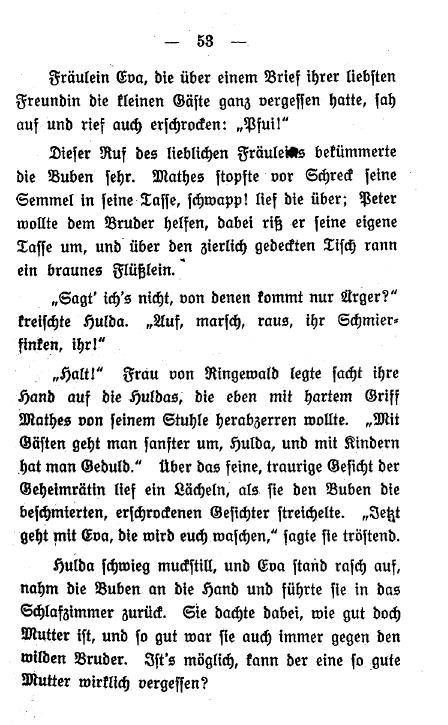 — 53 —
Fräulein Eva, die über einem Brief ihrer liebsten
Freundin die kleinen Gäste ganz vergessen hatte, sah
auf und rief auch erschrocken: „Pfui!“
Dieser Ruf des lieblichen Fräuleins bekümmerte
die Buben sehr. Mathes stopfte vor Schreck seine
Semmel in seine Tasse, schwapp! lief die über; Peter
wollte dem Bruder helfen, dabei riß er seine eigene
Tasse um, und über den zierlich gedeckten Tisch rann
ein braunes Flüßlein.
„Sagt' ich's nicht, von denen kommt nur Ärger?“
kreischte Hulda. „Auf, marsch, raus, ihr Schmier-
finken, ihr!“
„Halt!“ Frau von Ringewald legte sacht ihre
Hand auf die Huldas, die eben mit hartem Griff
Mathes von seinem Stuhle herabzerren wollte. „Mit
Gästen geht man sanfter um, Hulda, und mit Kindern
hat man Geduld.“ Über das feine, traurige Gesicht der
Geheimrätin lief ein Lächeln, als sie den Buben die
beschmierten, erschrockenen Gesichter streichelte. „Jetzt
geht mit Eva, die wird euch waschen,“ sagte sie tröstend.
Hulda schwieg muckstill, und Eva stand rasch auf,
nahm die Buben an die Hand und führte sie in das
Schlafzimmer zurück. Sie dachte dabei, wie gut doch
Mutter ist, und so gut war sie auch immer gegen den
wilden Bruder. Ist's möglich, kann der eine so gute
Mutter wirklich vergessen?